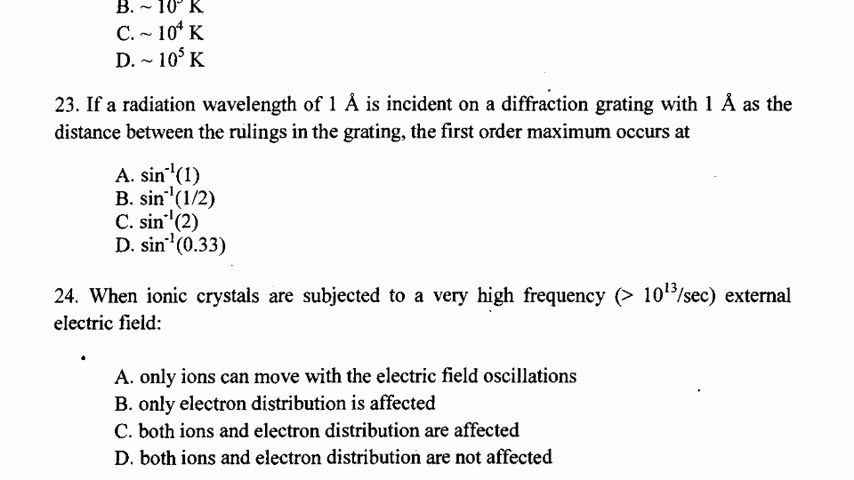 B. ~ 10³ K
C. ~ 10⁴ K
D. ~ 10⁵ K
23. If a radiation wavelength of 1 Å is incident on a diffraction grating with 1 Å as the
distance between the rulings in the grating, the first order maximum occurs at
A. sin⁻¹(1)
B. sin⁻¹(1/2)
C. sin⁻¹(2)
D. sin⁻¹(0.33)
24. When ionic crystals are subjected to a very high frequency (> 10¹³/sec) external
electric field:
A. only ions can move with the electric field oscillations
B. only electron distribution is affected
C. both ions and electron distribution are affected
D. both ions and electron distribution are not affected